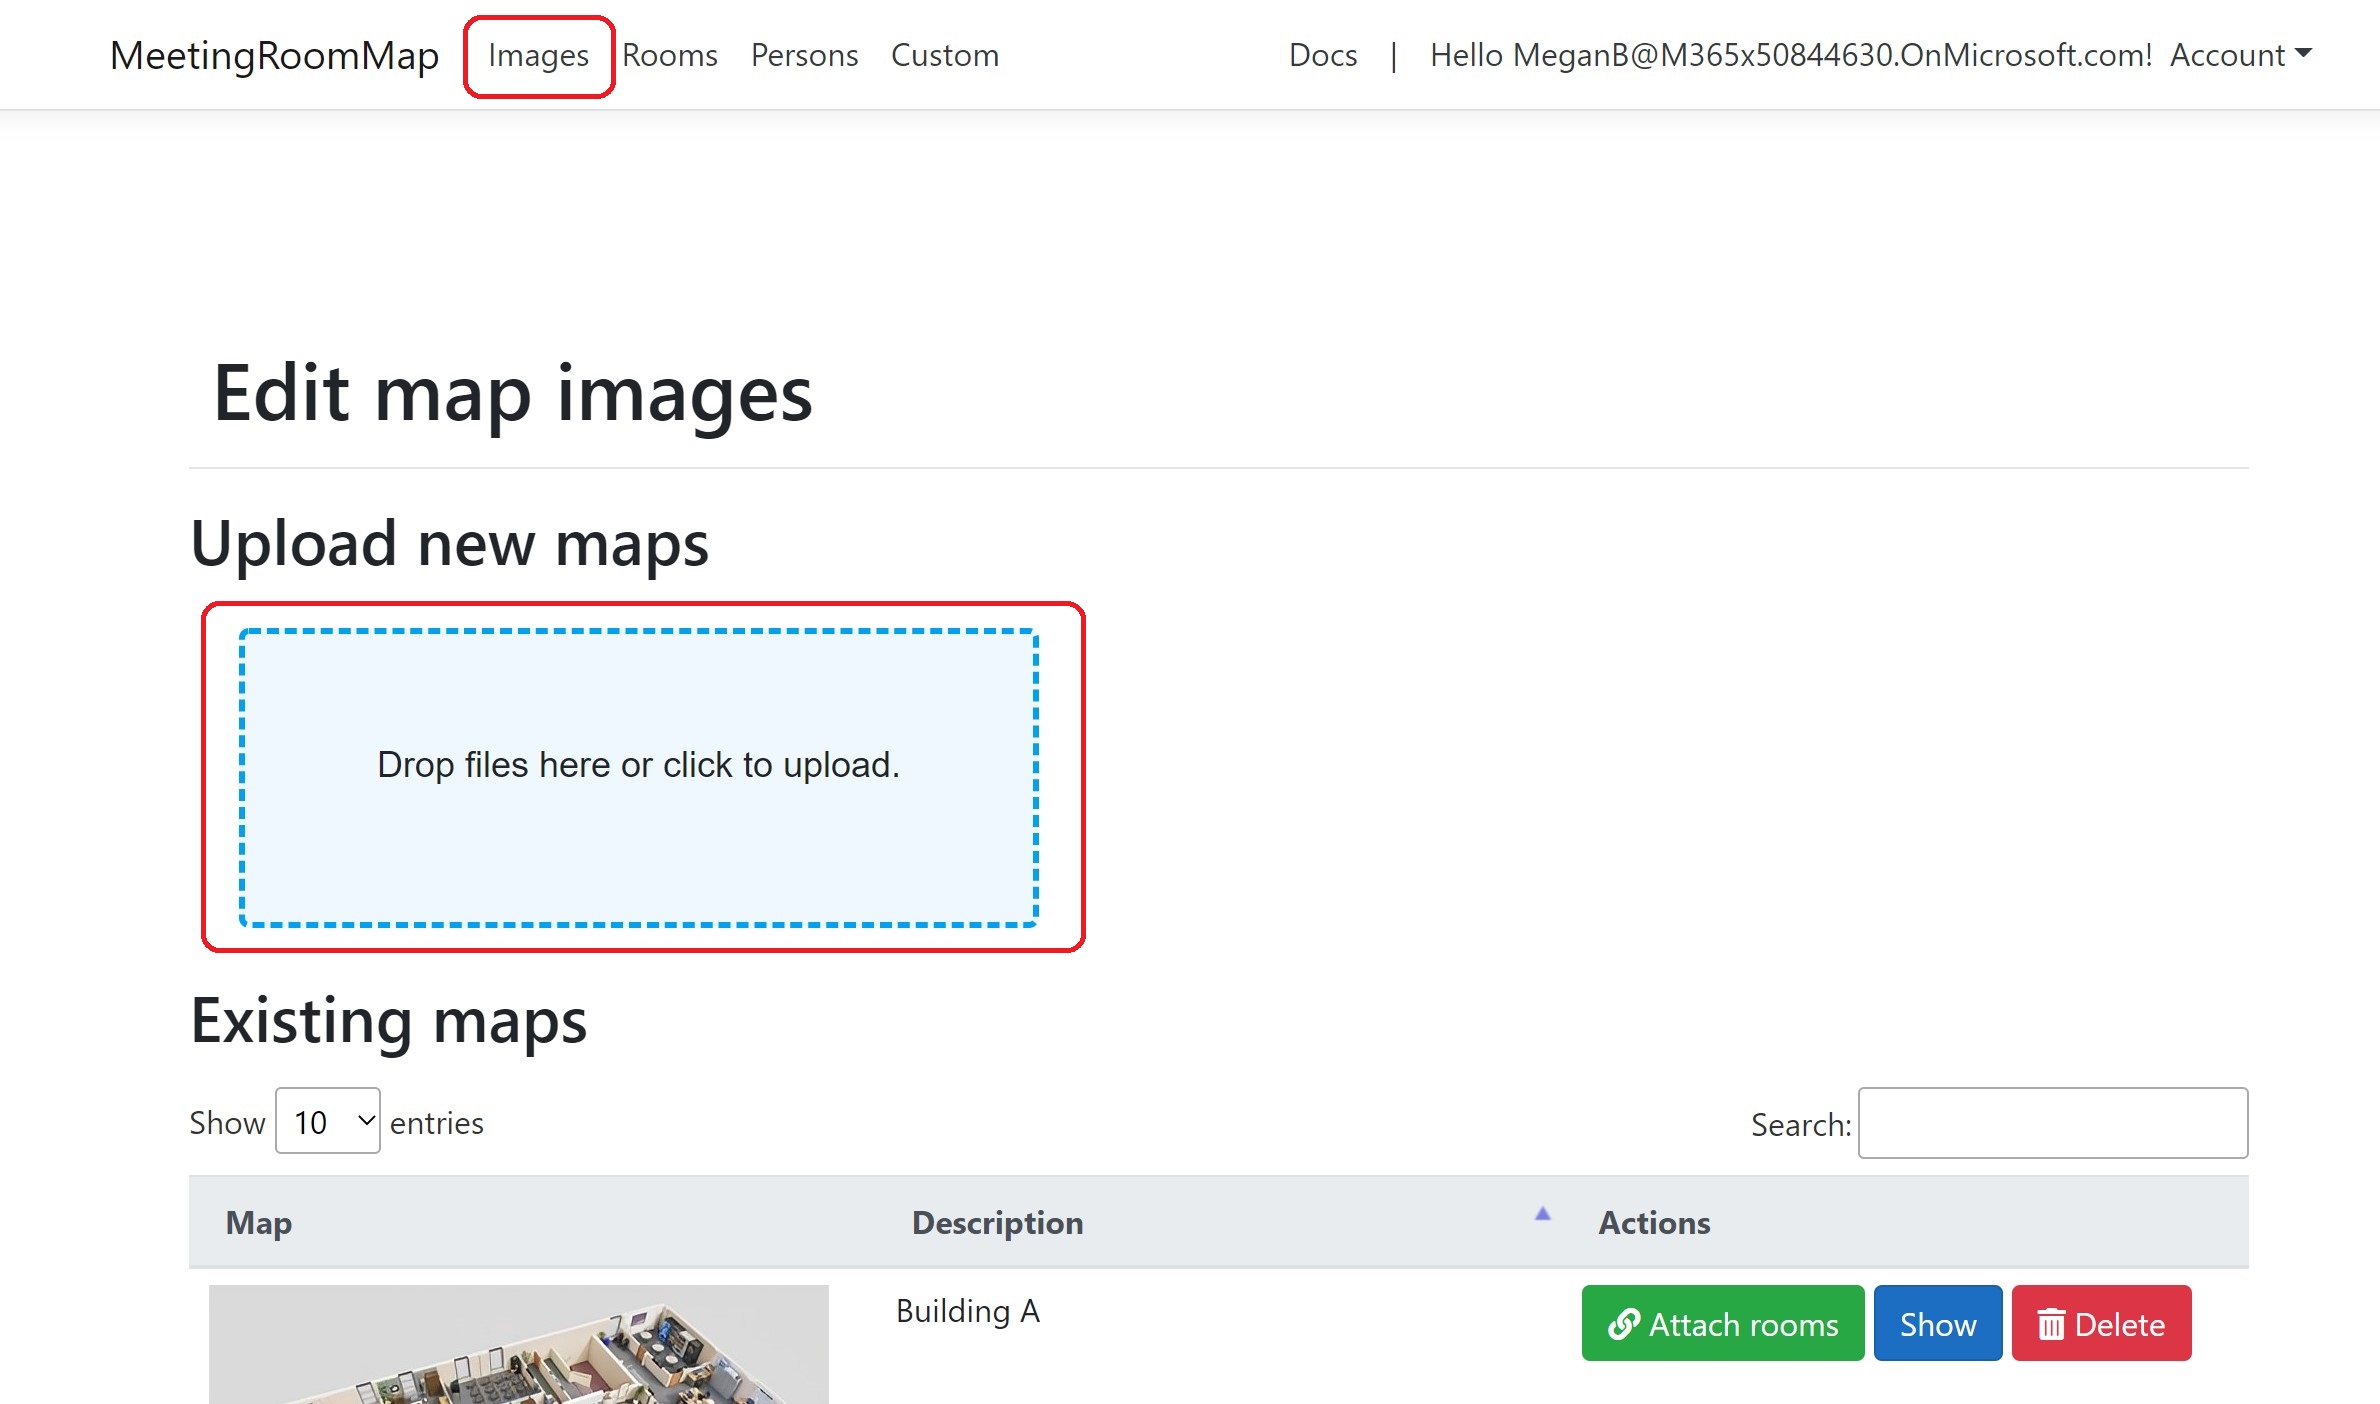 MeetingRoomMap Images Rooms Persons Custom Docs | Hello MeganB@M365x50844630.OnMicrosoft.com! Account
Edit map images
Upload new maps
Drop files here or click to upload.
Existing maps
Show 10 entries Search:
Map Description Actions
Building A Attach rooms Show Delete